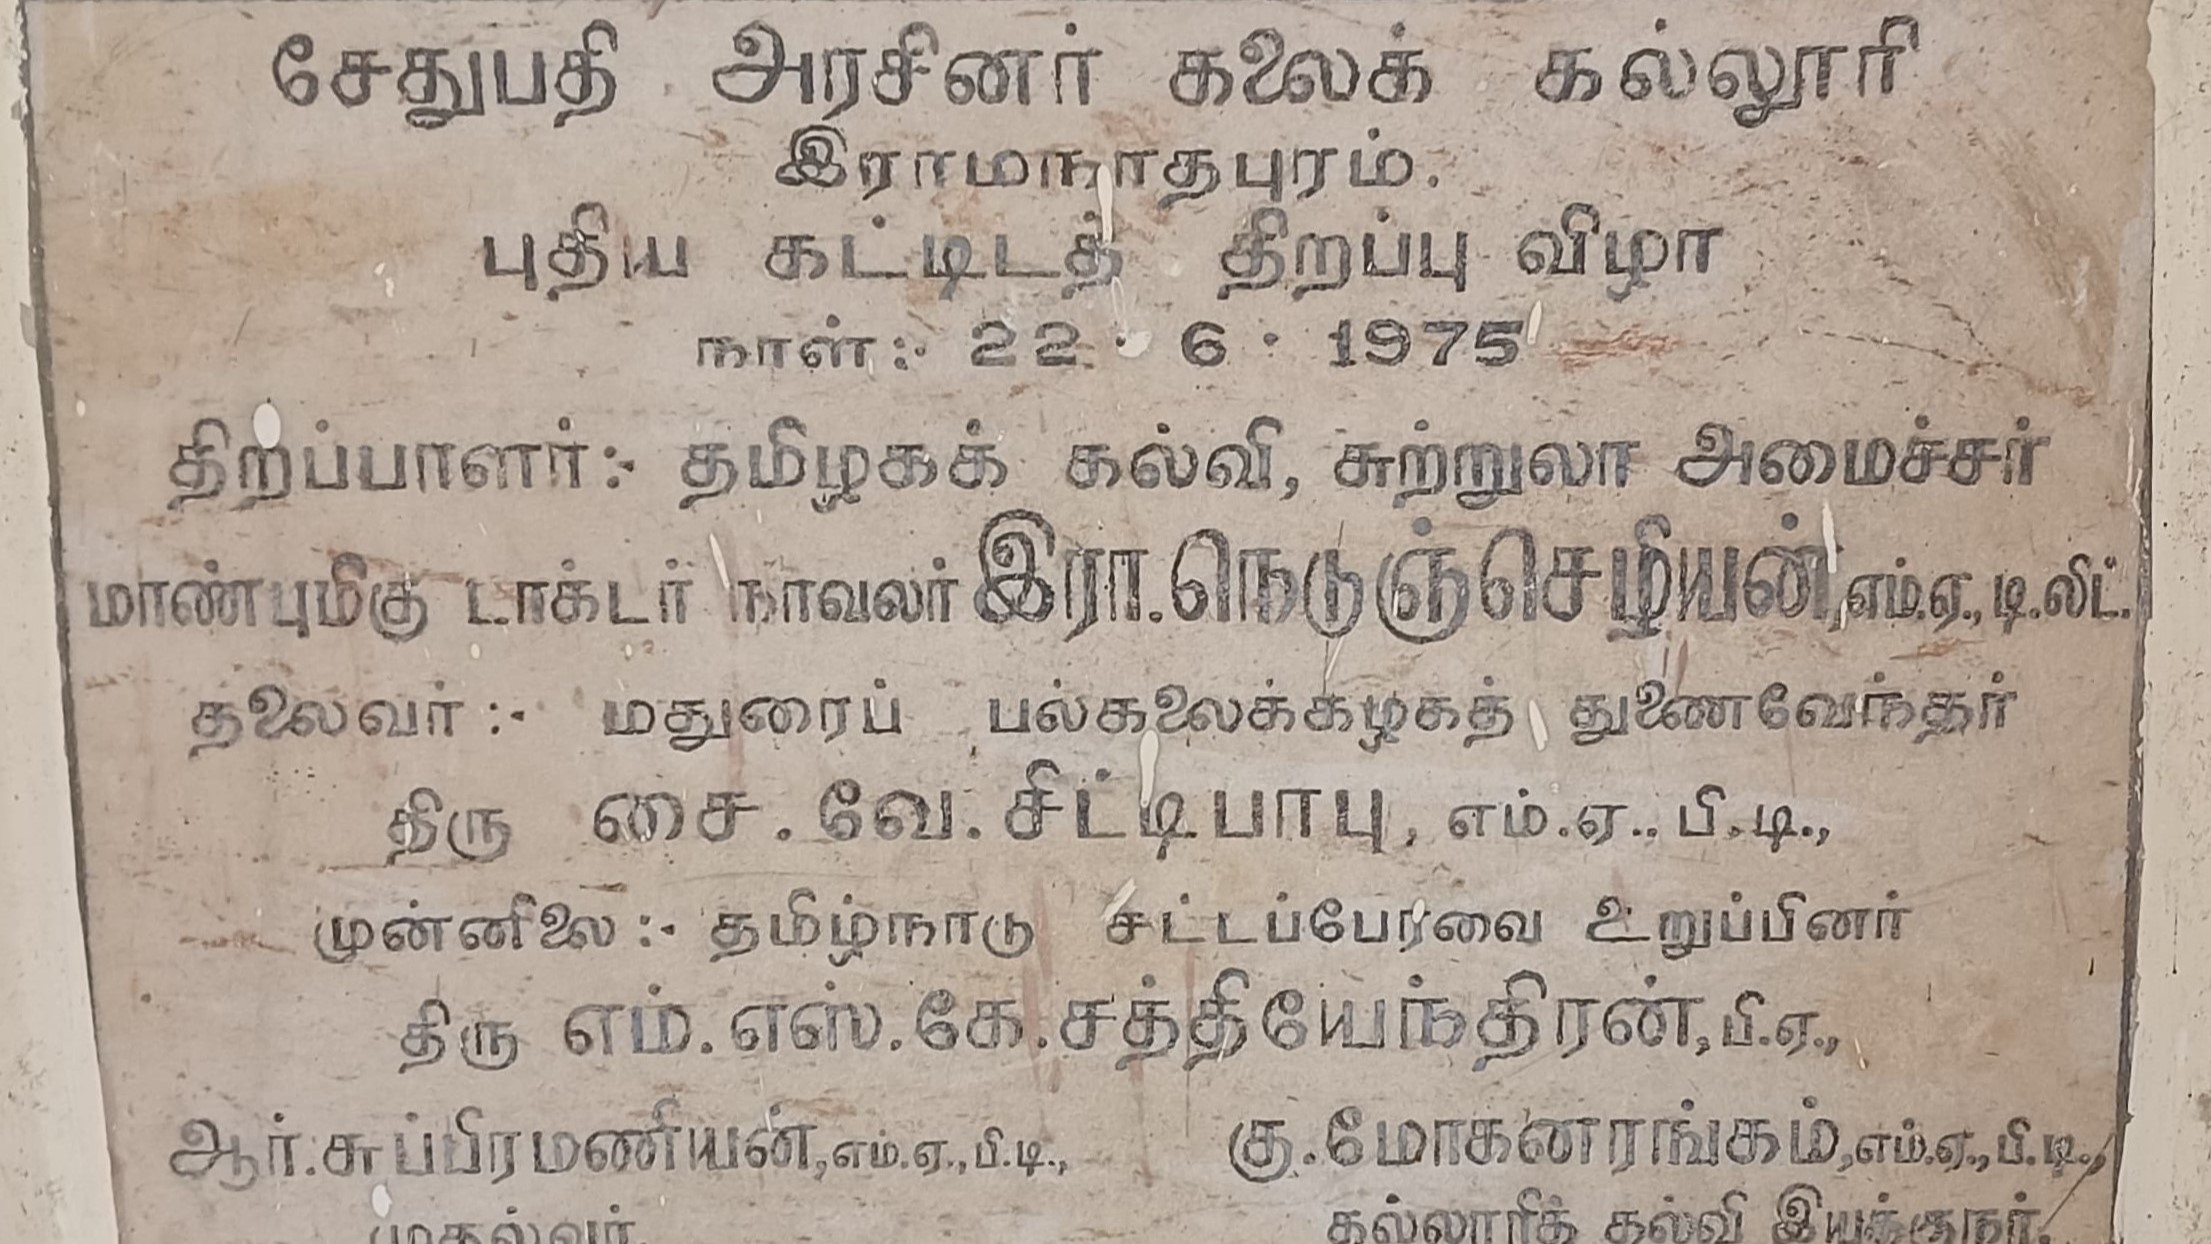 சேதுபதி அரசினர் கலைக் கல்லூரி
இராமநாதபுரம்.
புதிய கட்டிடத் திறப்பு விழா
நாள்:- 22·6·1975
திறப்பாளர்:- தமிழகக் கல்வி, சுற்றுலா அமைச்சர்
மாண்புமிகு டாக்டர் நாவலர் இரா.நெடுஞ்செழியன்,எம்.ஏ.,டி.லிட்.
தலைவர்:- மதுரைப் பல்கலைக்கழகத் துணைவேந்தர்
திரு சை.வே.சிட்டிபாபு, எம்.ஏ.,பி.டி.,
முன்னிலை:- தமிழ்நாடு சட்டப்பேரவை உறுப்பினர்
திரு எம்.எஸ்.கே.சத்தியேந்திரன்,பி.ஏ.,
ஆர்.சுப்பிரமணியன்,எம்.ஏ.,பி.டி., கு.மோகனரங்கம்,எம்.ஏ.,பி.டி.,
முதல்வர். கல்லூரிக் கல்வி இயக்குநர்.